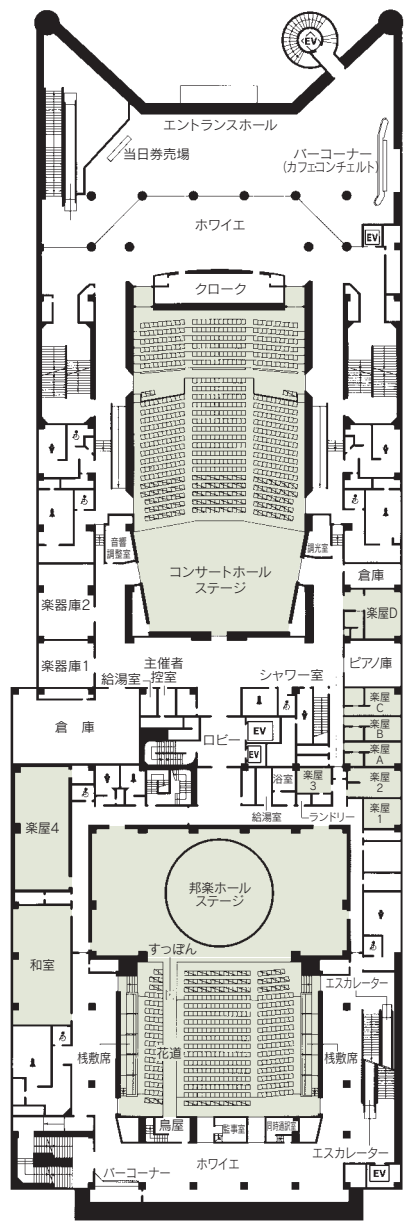 EV
エントランスホール
当日券売場
バーコーナー
(カフェコンチェルト)
ホワイエ
EV
クローク
音響
調整室
調光室
コンサートホール
ステージ
倉庫
楽器庫2
楽屋D
楽器庫1
ピアノ庫
主催者
控室
給湯室
シャワー室
楽屋
C
倉 庫
ロビー
EV
EV
楽屋
B
楽屋
A
浴室
楽屋
3
楽屋
2
給湯室
ランドリー
楽屋
1
楽屋4
邦楽ホール
ステージ
すっぽん
和室
エスカレーター
花道
桟敷席
桟敷席
鳥屋
監事室
同時通訳室
エスカレーター
ホワイエ
バーコーナー
EV